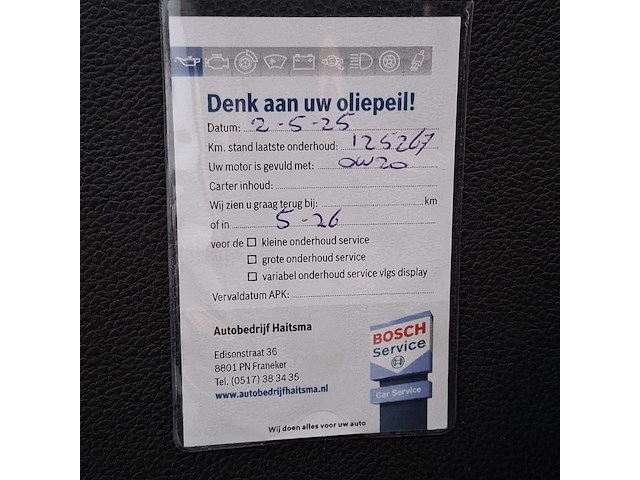 Denk aan uw oliepeil!
Datum: 2-5-25
Km. stand laatste onderhoud: 125267
Uw motor is gevuld met: 0W20
Carter inhoud:
Wij zien u graag terug bij: km
of in 5-26
voor de ☐ kleine onderhoud service
☐ grote onderhoud service
☐ variabel onderhoud service vlgs display
Vervaldatum APK:
Autobedrijf Haitsma
Edisonstraat 36
8801 PN Franeker
Tel. (0517) 38 34 35
www.autobedrijfhaitsma.nl
BOSCH
Service
Car Service
Wij doen alles voor uw auto